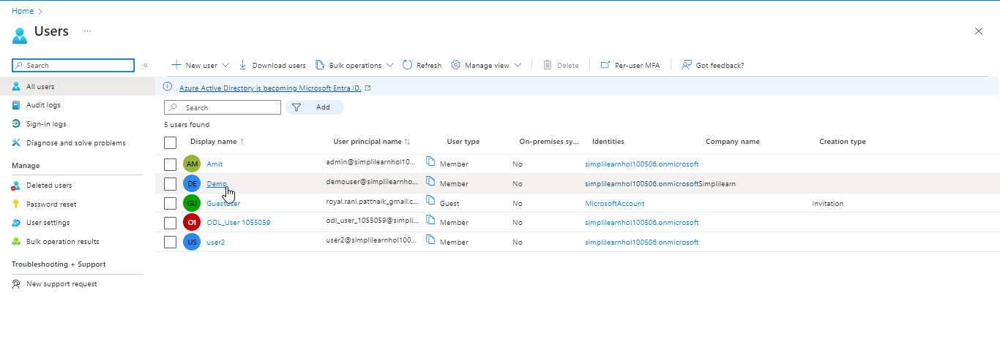 Home >
Users ...
Search «
New user Download users Bulk operations Refresh Manage view Delete Per-user MFA Got feedback?
All users
Audit logs
Sign-in logs
Diagnose and solve problems
Manage
Deleted users
Password reset
User settings
Bulk operation results
Troubleshooting + Support
New support request
Azure Active Directory is becoming Microsoft Entra ID.
Search Add
5 users found
Display name ↑ User principal name ↑↓ User type On-premises sy... Identities Company name Creation type
AM Amit admin@simplilearnhol10... Member No simplilearnhol100506.onmicrosoft
DE Demo demouser@simplilearnho... Member No simplilearnhol100506.onmicrosoft Simplilearn
GU Guestuser royal.rani.pattnaik_gmail.c... Guest No MicrosoftAccount Invitation
O1 ODL_User 1055059 odl_user_1055059@simpli... Member No simplilearnhol100506.onmicrosoft
US user2 user2@simplilearnhol100... Member No simplilearnhol100506.onmicrosoft